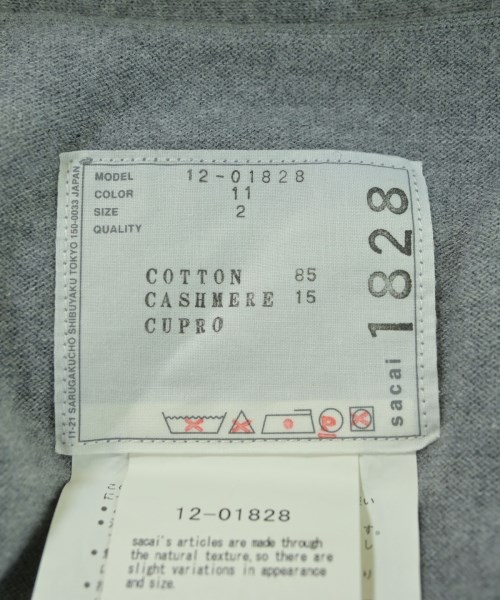 MODEL 12-01828
COLOR 11
SIZE 2
QUALITY
COTTON 85
CASHMERE 15
CUPRO
sacai 1828
11-21 SARUGAKUCHO SHIBUYAKU TOKYO 150-0033 JAPAN
12-01828
sacai's articles are made through
the natural texture, so there are
slight variations in appearance
and size.